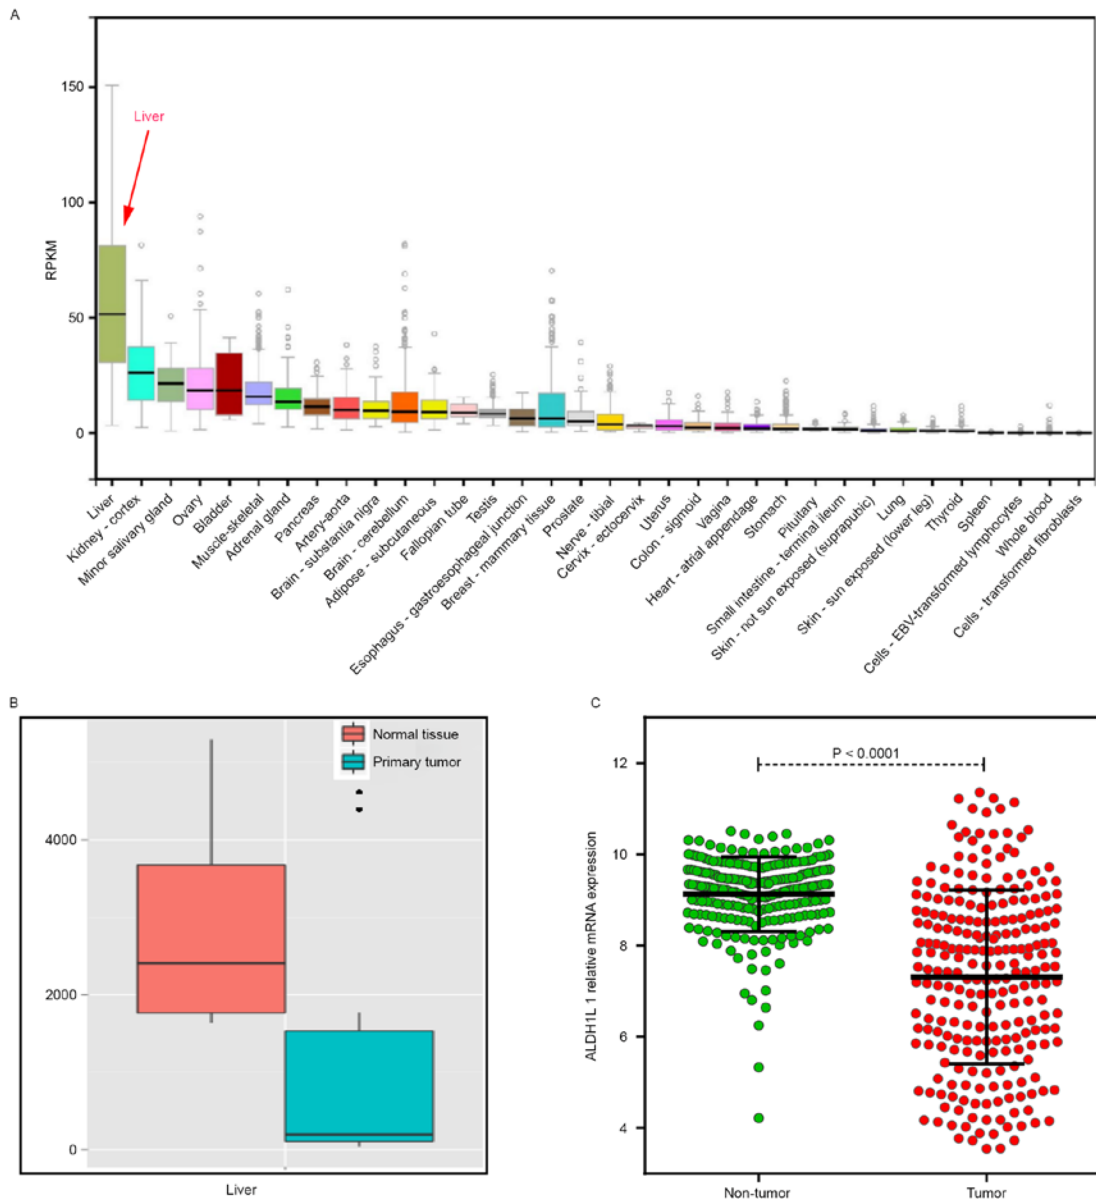 A
150
100
50
0
RPKM
Liver
Liver
Kidney - cortex
Minor salivary gland
Ovary
Bladder
Muscle-skeletal
Adrenal gland
Pancreas
Artery-aorta
Brain - substantia nigra
Brain - cerebellum
Adipose - subcutaneous
Fallopian tube
Testis
Esophagus - gastroesophageal junction
Breast - mammary tissue
Prostate
Nerve - tibial
Cervix - ectocervix
Uterus
Colon - sigmoid
Vagina
Heart - atrial appendage
Stomach
Pituitary
Small intestine - terminal ileum
Skin - not sun exposed (suprapubic)
Lung
Skin - sun exposed (lower leg)
Thyroid
Spleen
Cells - EBV-transformed lymphocytes
Whole blood
Cells - transformed fibroblasts
B
Normal tissue
Primary tumor
4000
2000
0
Liver
C
P < 0.0001
12
10
8
6
4
ALDH1L 1 relative mRNA expression
Non-tumor
Tumor